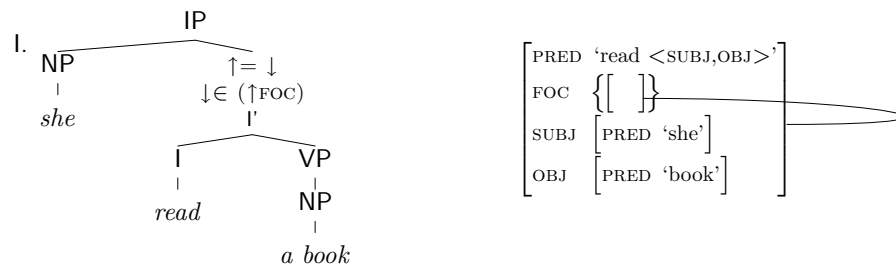 I.
IP
NP
she
↑= ↓
↓∈ (↑FOC)
I'
I
VP
read
NP
a book
PRED ‘read <SUBJ,OBJ>’
FOC { [ ] }
SUBJ [PRED ‘she’]
OBJ [PRED ‘book’]